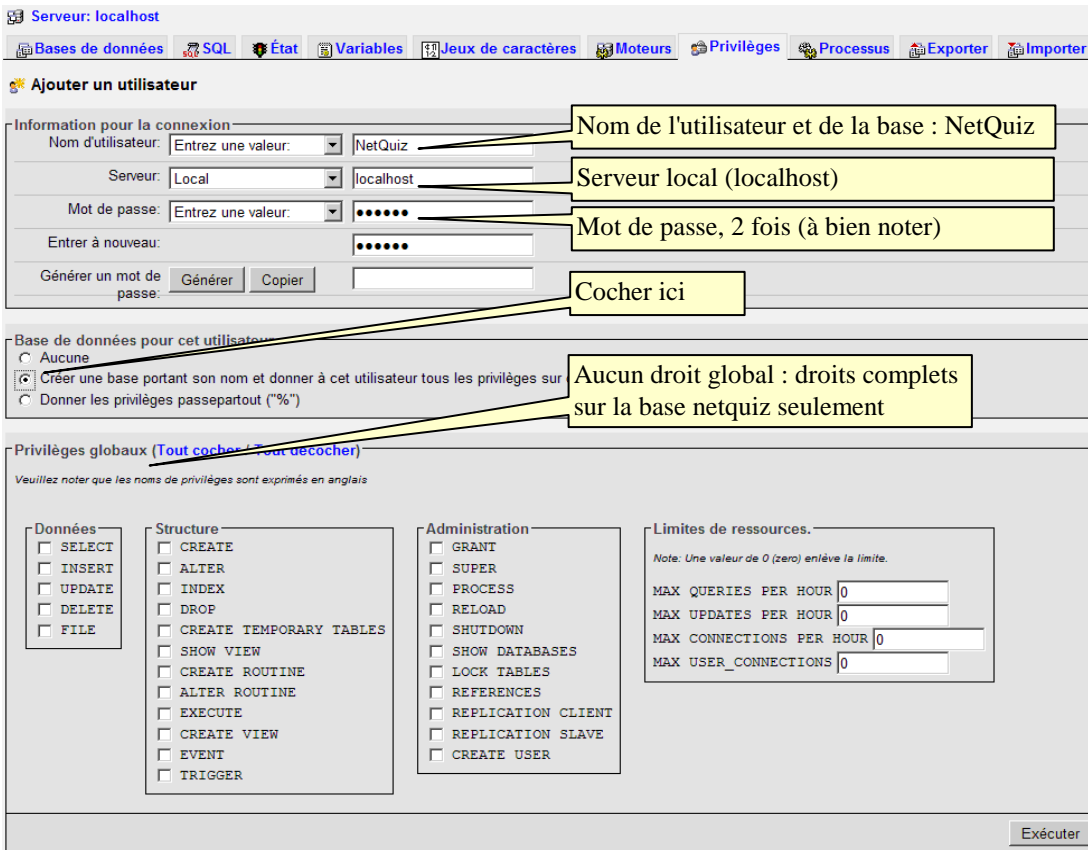 Serveur: localhost
Bases de données SQL État Variables Jeux de caractères Moteurs Privilèges Processus Exporter Importer
Ajouter un utilisateur
Information pour la connexion
Nom d'utilisateur: Entrez une valeur: NetQuiz
Nom de l'utilisateur et de la base : NetQuiz
Serveur: Local localhost
Serveur local (localhost)
Mot de passe: Entrez une valeur: ••••••
Mot de passe, 2 fois (à bien noter)
Entrer à nouveau: ••••••
Générer un mot de
passe:
Générer Copier
Cocher ici
Base de données pour cet utilisateur
Aucune
Créer une base portant son nom et donner à cet utilisateur tous les privilèges sur
Donner les privilèges passepartout ("%")
Aucun droit global : droits complets
sur la base netquiz seulement
Privilèges globaux (Tout cocher / Tout décocher)
Veuillez noter que les noms de privilèges sont exprimés en anglais
Données
SELECT
INSERT
UPDATE
DELETE
FILE
Structure
CREATE
ALTER
INDEX
DROP
CREATE TEMPORARY TABLES
SHOW VIEW
CREATE ROUTINE
ALTER ROUTINE
EXECUTE
CREATE VIEW
EVENT
TRIGGER
Administration
GRANT
SUPER
PROCESS
RELOAD
SHUTDOWN
SHOW DATABASES
LOCK TABLES
REFERENCES
REPLICATION CLIENT
REPLICATION SLAVE
CREATE USER
Limites de ressources.
Note: Une valeur de 0 (zero) enlève la limite.
MAX QUERIES PER HOUR 0
MAX UPDATES PER HOUR 0
MAX CONNECTIONS PER HOUR 0
MAX USER_CONNECTIONS 0
Exécuter